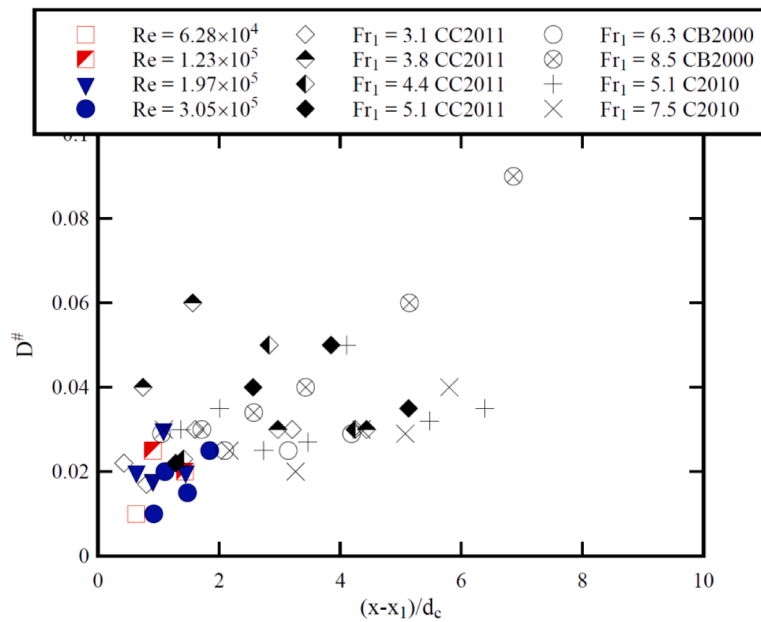 Re = 6.28×10⁴ Fr₁ = 3.1 CC2011 Fr₁ = 6.3 CB2000
Re = 1.23×10⁵ Fr₁ = 3.8 CC2011 Fr₁ = 8.5 CB2000
Re = 1.97×10⁵ Fr₁ = 4.4 CC2011 Fr₁ = 5.1 C2010
Re = 3.05×10⁵ Fr₁ = 5.1 CC2011 Fr₁ = 7.5 C2010
0.1
0.08
0.06
D#
0.04
0.02
0
0 2 4 6 8 10
(x-x₁)/d_c